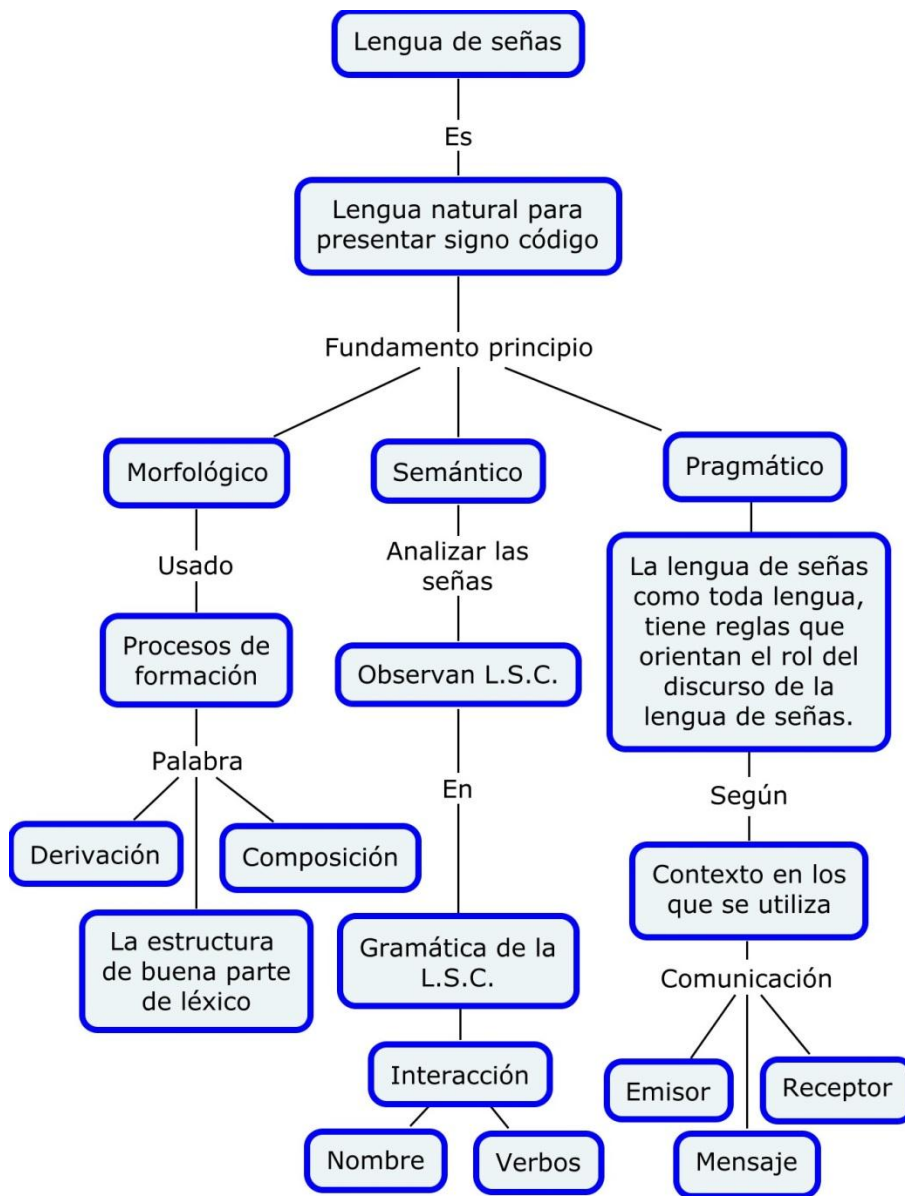 Lengua de señas
Es
Lengua natural para
presentar signo código
Fundamento principio
Morfológico
Semántico
Pragmático
Usado
Analizar las
señas
La lengua de señas
como toda lengua,
tiene reglas que
orientan el rol del
discurso de la
lengua de señas.
Procesos de
formación
Observan L.S.C.
Palabra
En
Según
Derivación
Composición
Contexto en los
que se utiliza
La estructura
de buena parte
de léxico
Gramática de la
L.S.C.
Comunicación
Interacción
Emisor
Receptor
Nombre
Verbos
Mensaje